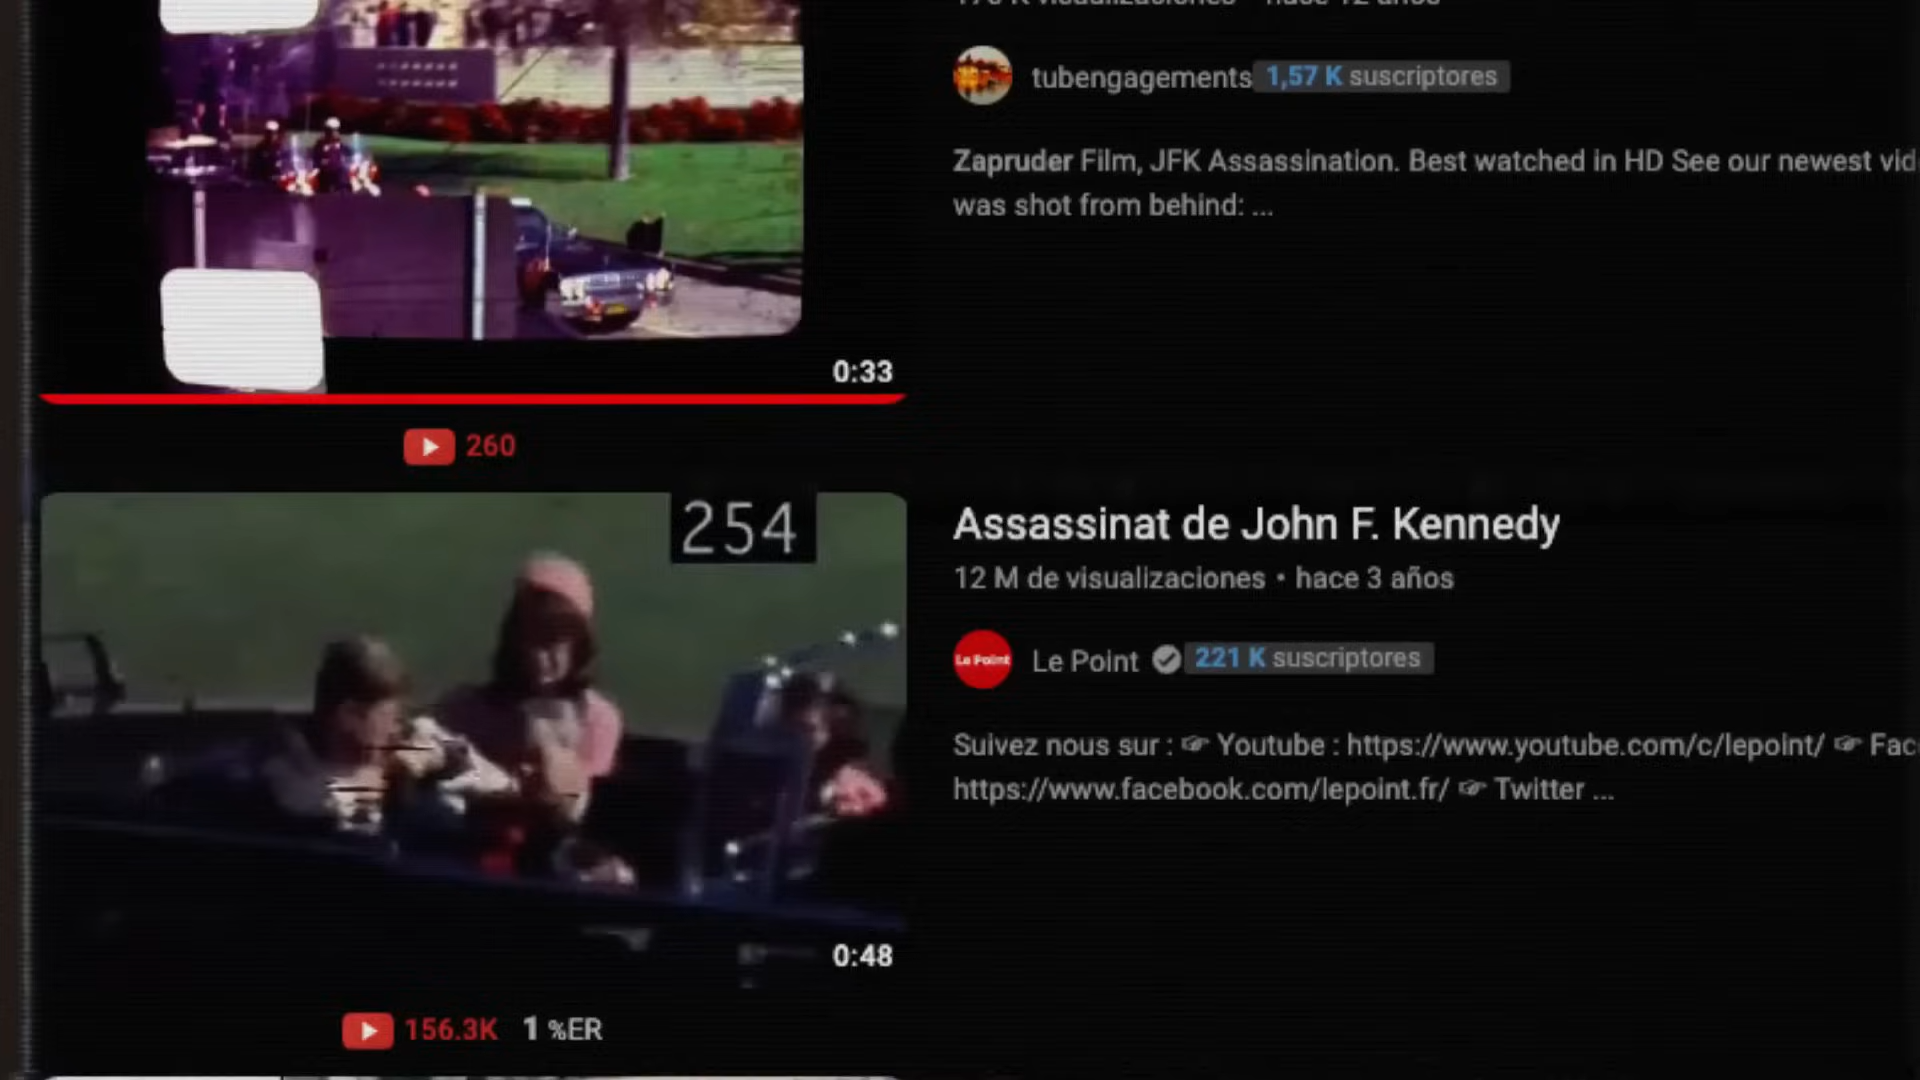 tubengagements 1,57 K suscriptores
Zapruder Film, JFK Assassination. Best watched in HD See our newest vid
was shot from behind: ...
0:33
260
254
Assassinat de John F. Kennedy
12 M de visualizaciones • hace 3 años
Le Point
Le Point 221 K suscriptores
Suivez nous sur : ☞ Youtube : https://www.youtube.com/c/lepoint/ ☞ Fac
https://www.facebook.com/lepoint.fr/ ☞ Twitter ...
0:48
156.3K 1 %ER